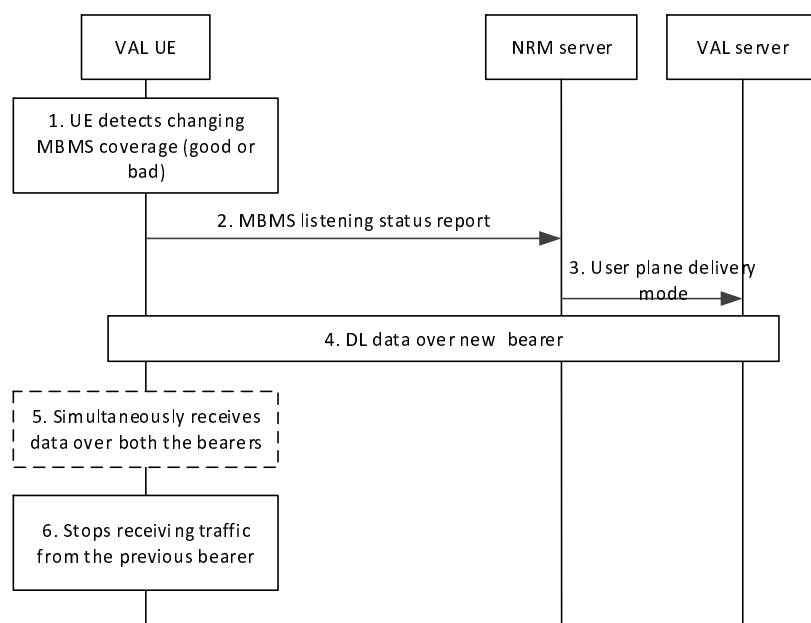 VAL UE
NRM server
VAL server
1. UE detects changing
MBMS coverage (good or
bad)
2. MBMS listening status report
3. User plane delivery
mode
4. DL data over new bearer
5. Simultaneously receives
data over both the bearers
6. Stops receiving traffic
from the previous bearer